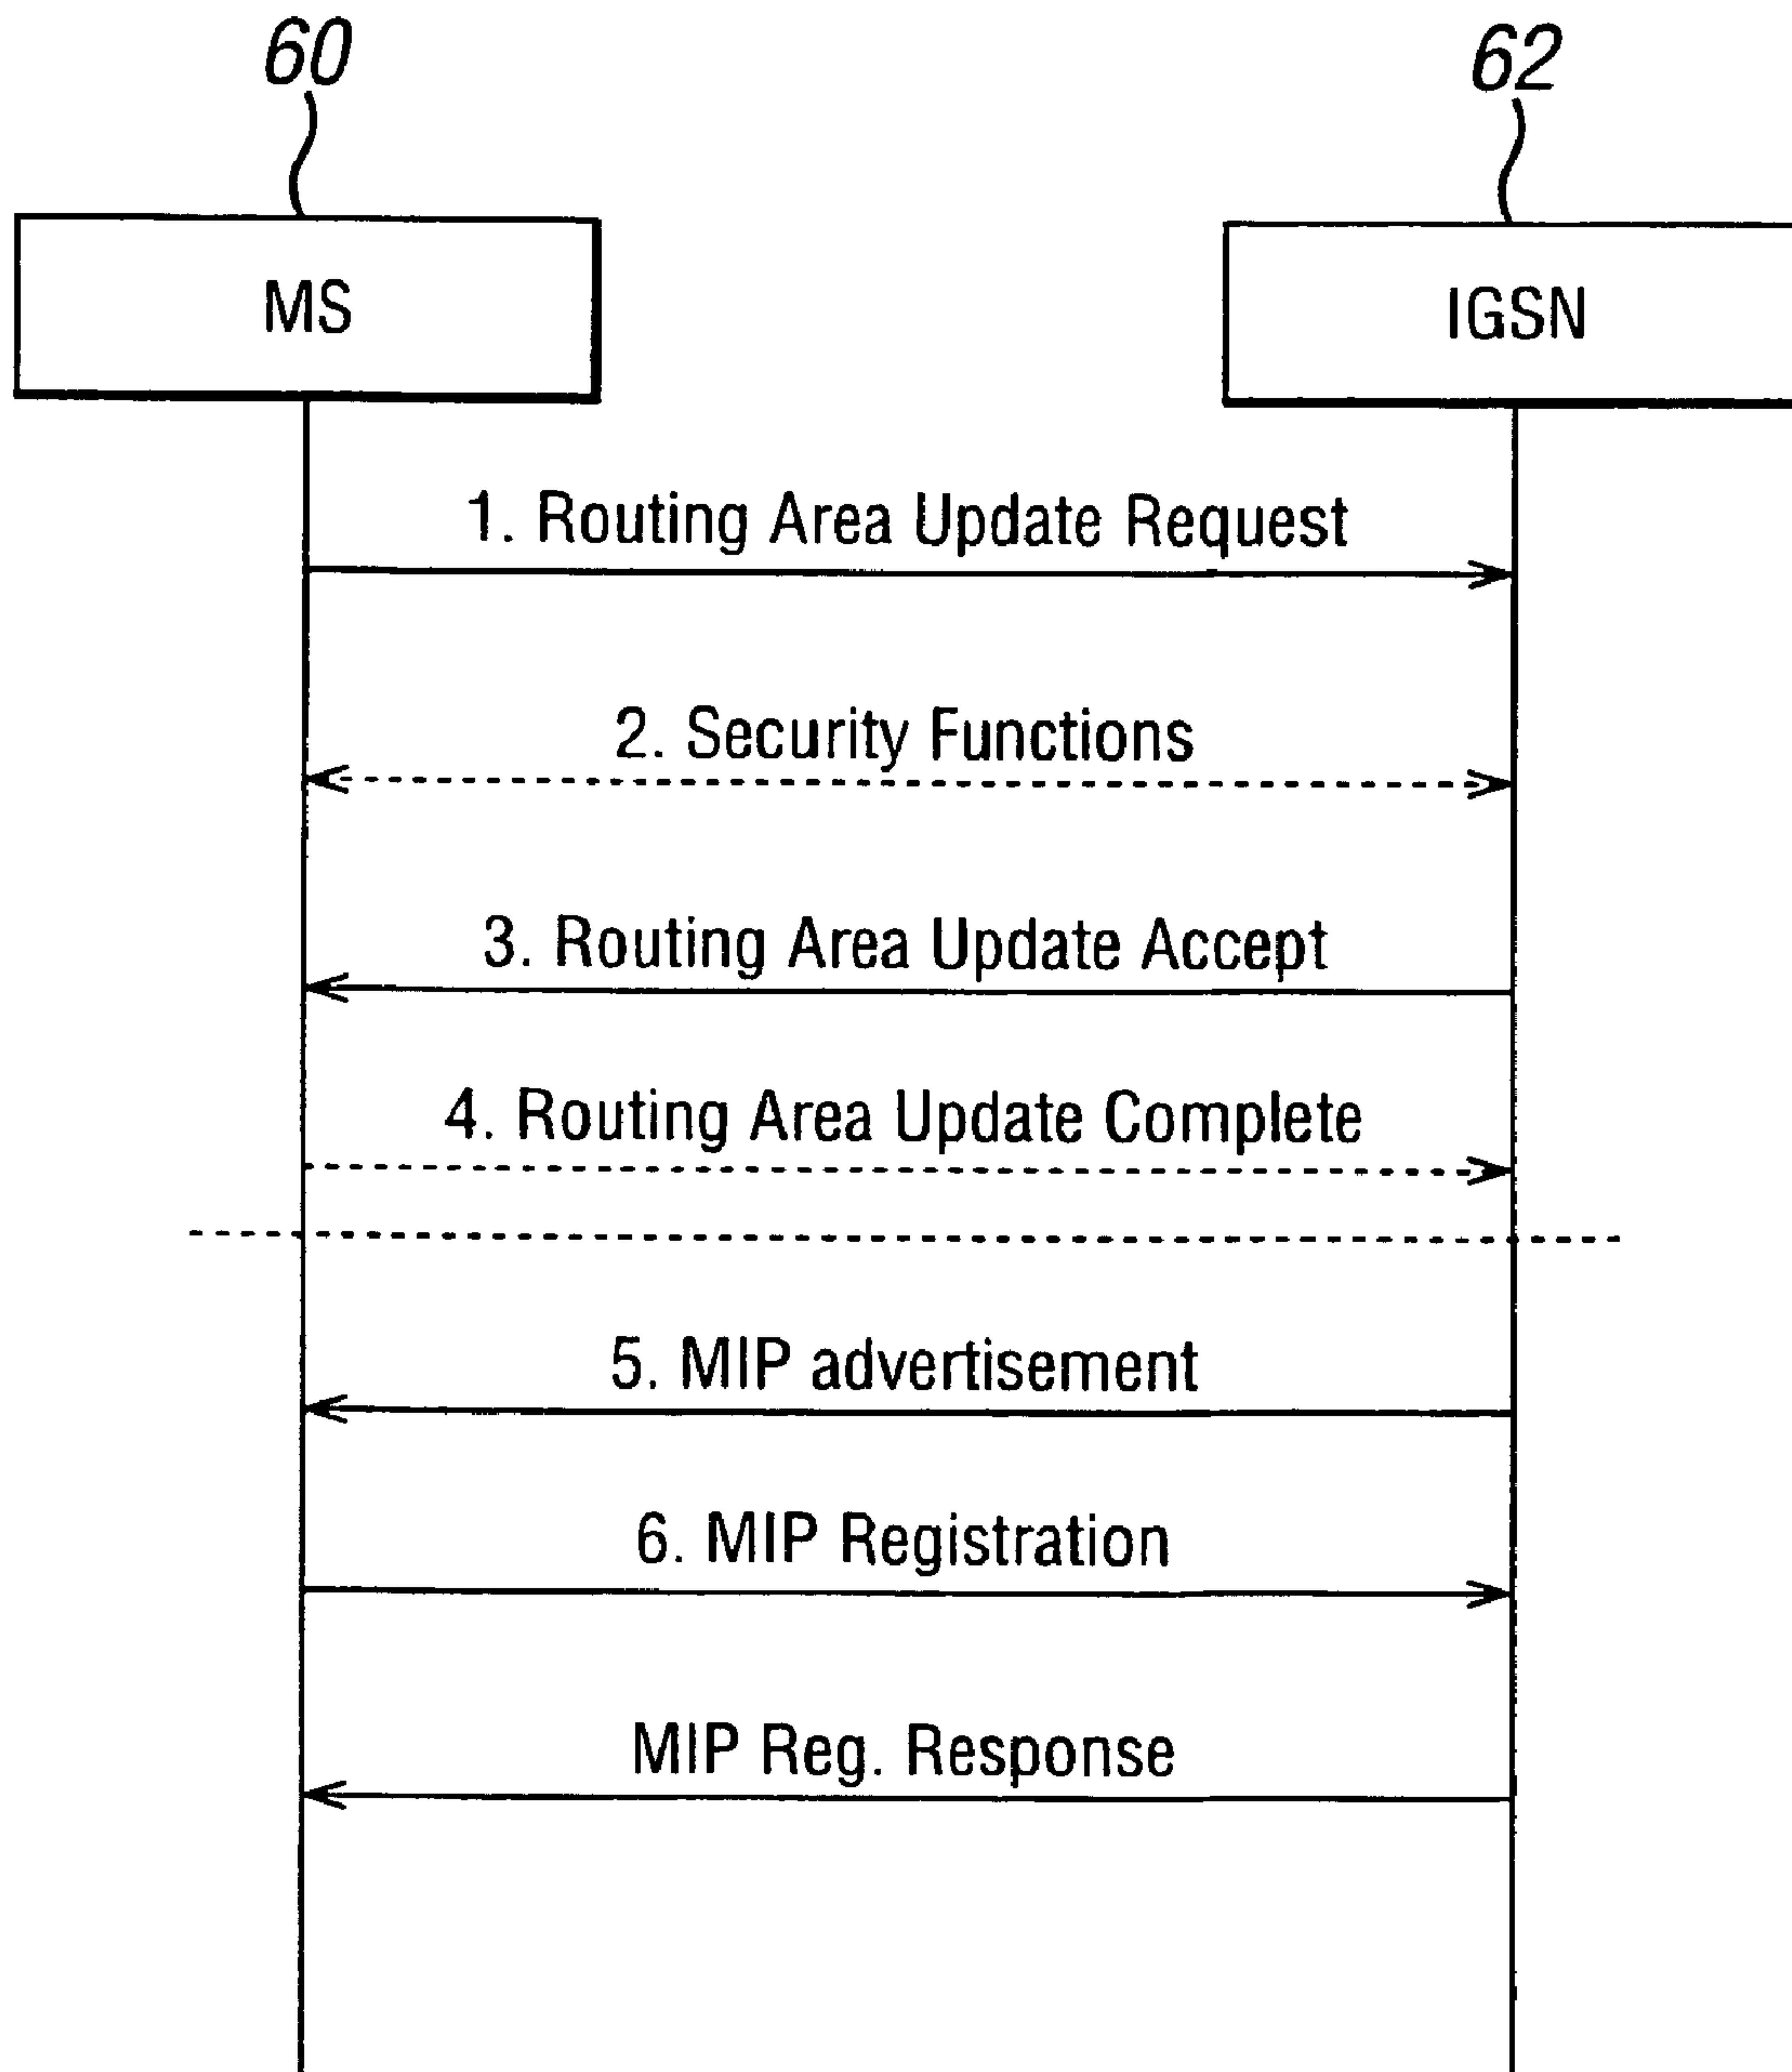 60
62
MS
IGSN
1. Routing Area Update Request
2. Security Functions
3. Routing Area Update Accept
4. Routing Area Update Complete
5. MIP advertisement
6. MIP Registration
MIP Reg. Response